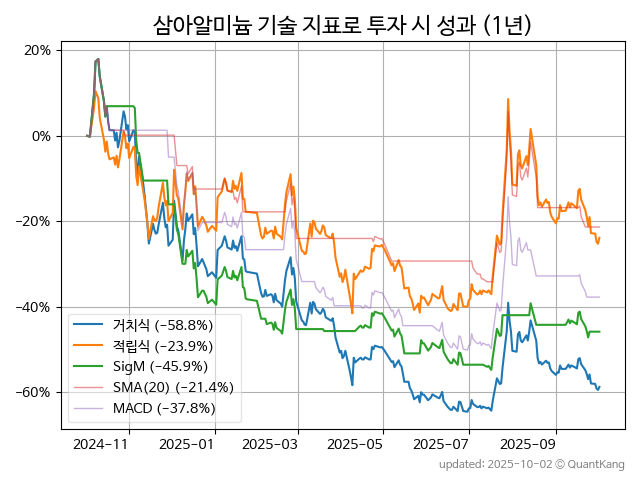 삼아알미늄 기술 지표로 투자 시 성과 (1년)
20%
0%
−20%
−40%
−60%
거치식 (−58.8%)
적립식 (−23.9%)
SigM (−45.9%)
SMA(20) (−21.4%)
MACD (−37.8%)
2024-11
2025-01
2025-03
2025-05
2025-07
2025-09
updated: 2025-10-02 ⓒ QuantKang